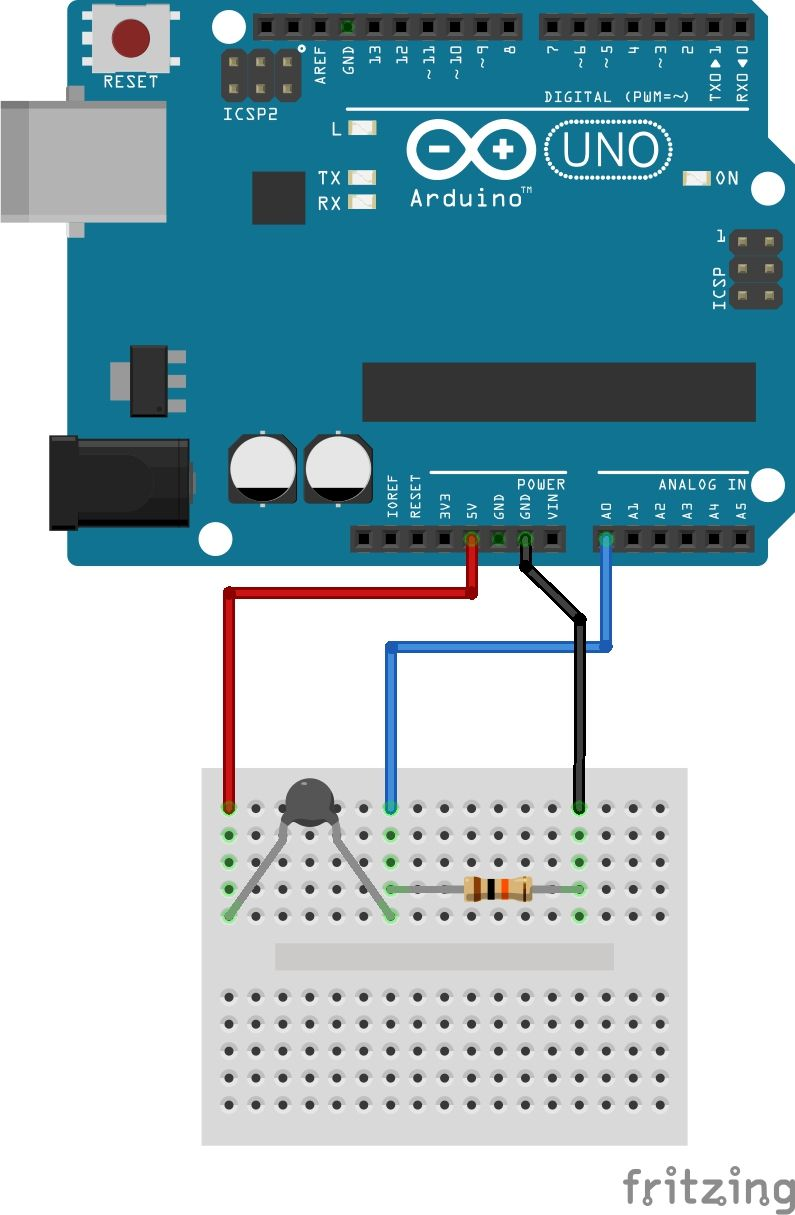 RESET
ICSP2
AREF
GND
13
12
~11
~10
~9
8
7
~6
~5
4
~3
2
TX0▶1
RX0◀0
DIGITAL (PWM=~)
L
TX
RX
Arduino™
UNO
ON
1
ICSP
IOREF
RESET
3V3
5V
GND
GND
VIN
POWER
ANALOG IN
A0
A1
A2
A3
A4
A5
fritzing